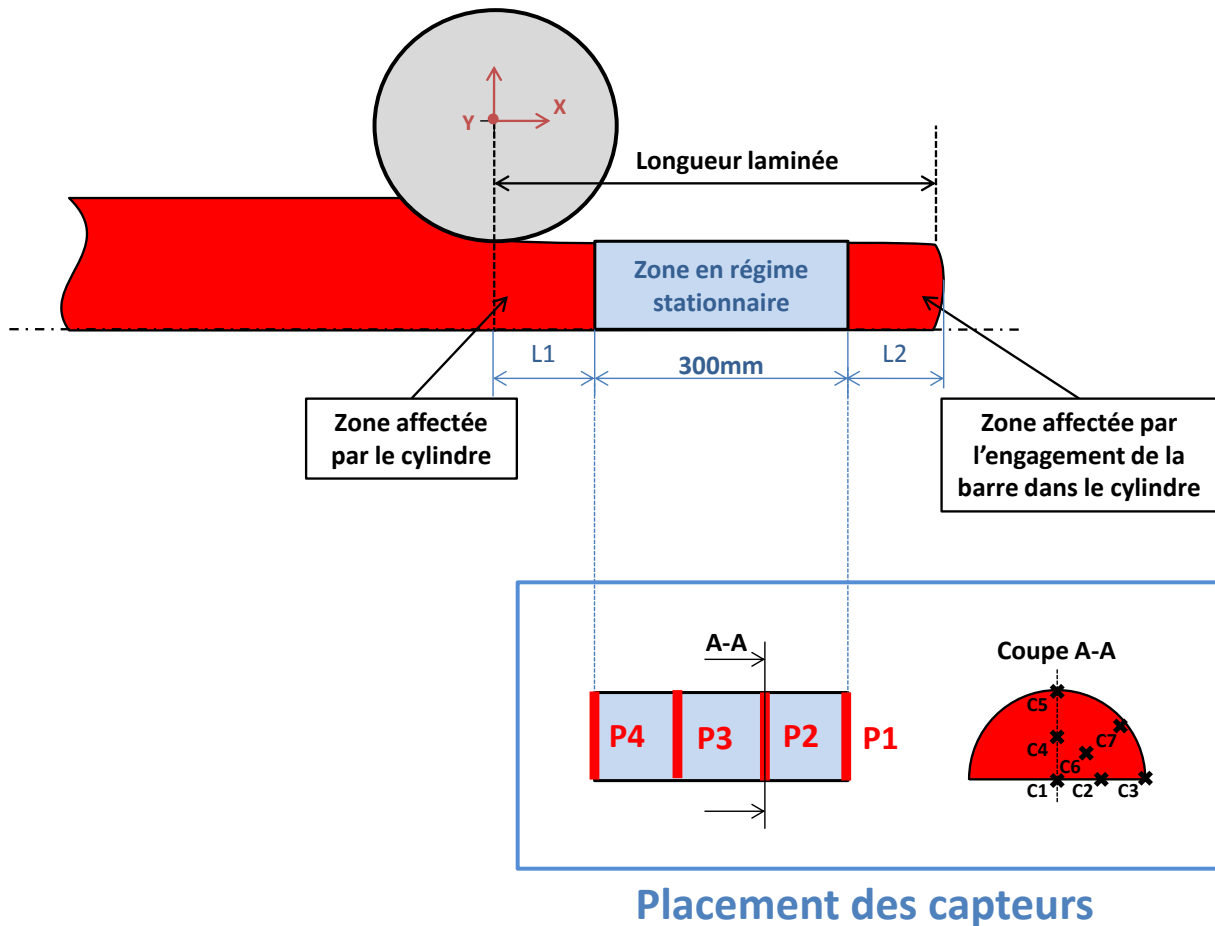 X
Y
Longueur laminée
Zone en régime
stationnaire
L1
300mm
L2
Zone affectée
par le cylindre
Zone affectée par
l'engagement de la
barre dans le cylindre
A-A
Coupe A-A
P4
P3
P2
P1
C5
C4
C7
C6
C1
C2
C3
Placement des capteurs